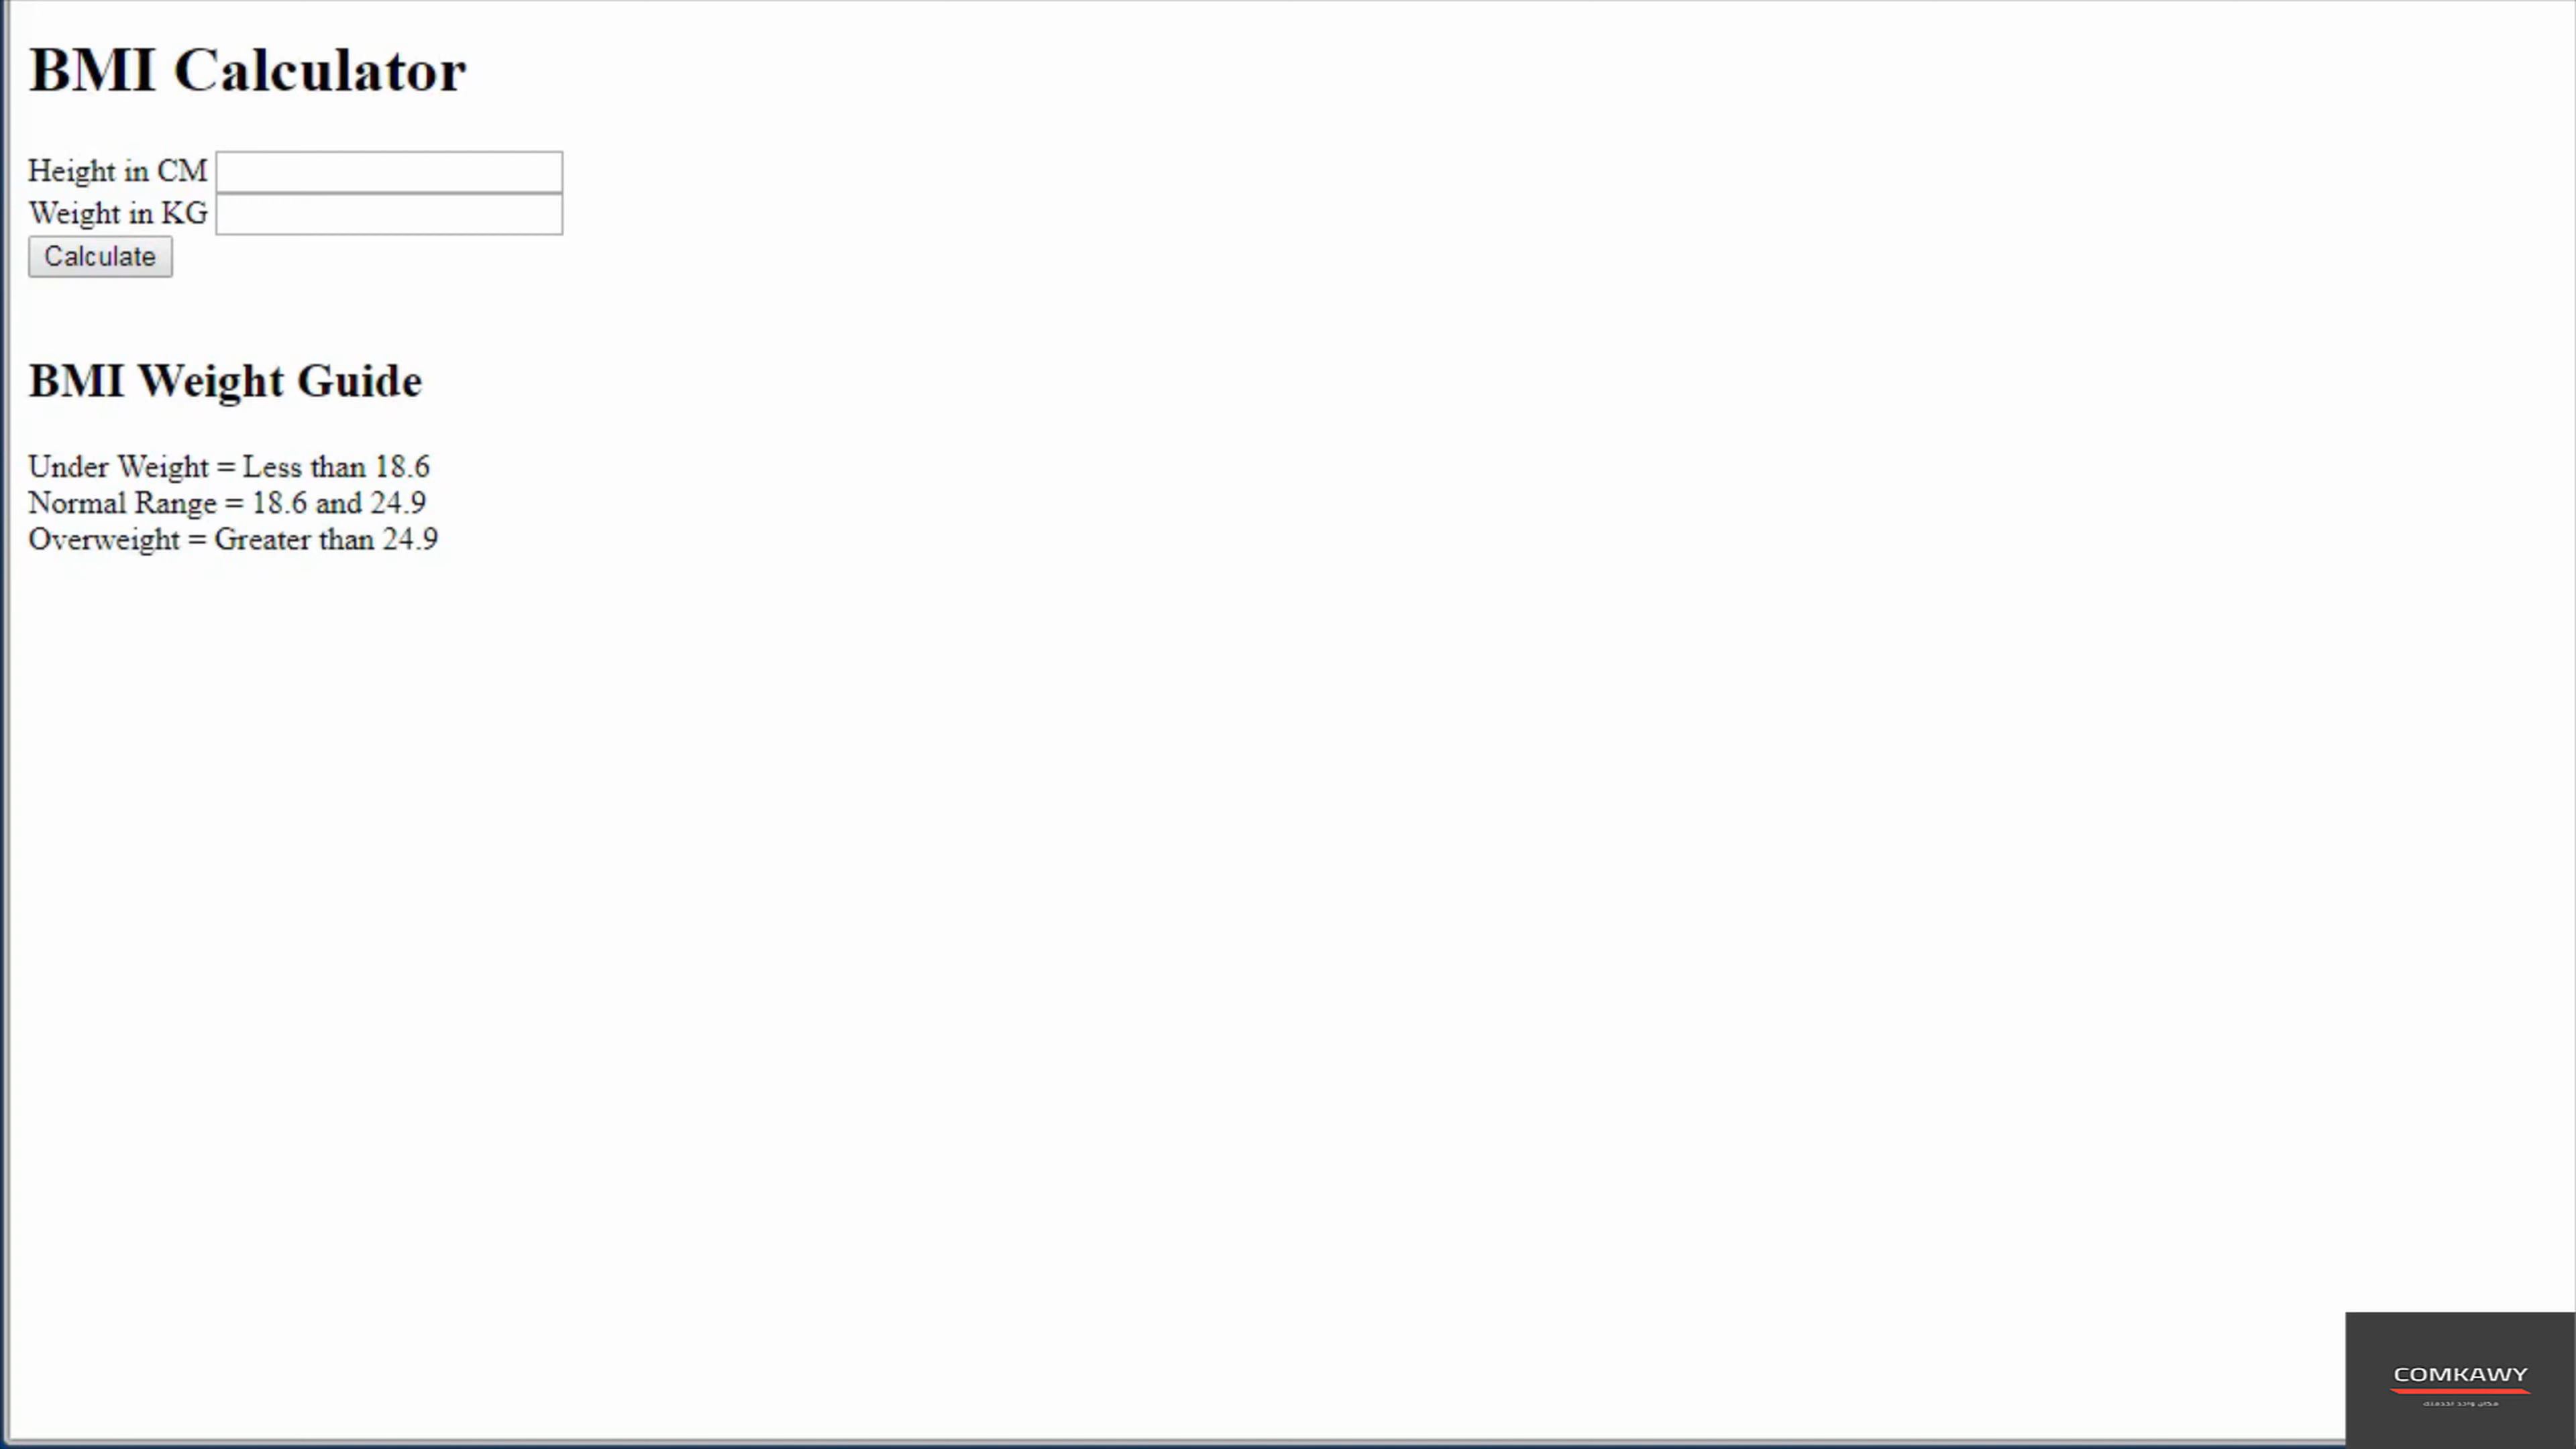 BMI Calculator
Height in CM
Weight in KG
Calculate
BMI Weight Guide
Under Weight = Less than 18.6
Normal Range = 18.6 and 24.9
Overweight = Greater than 24.9
COMKAWY